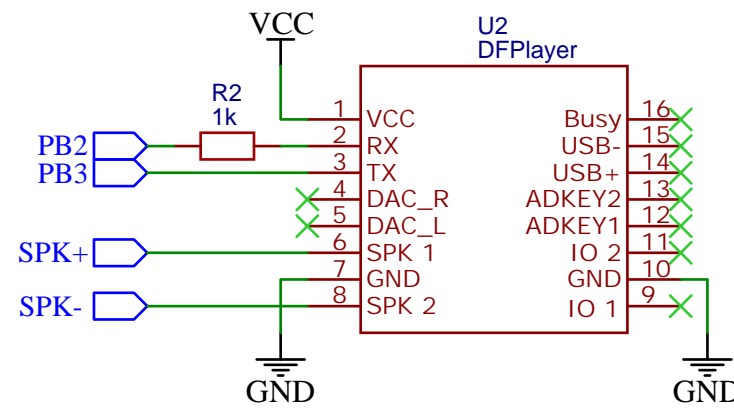 VCC
U2
DFPlayer
R2
1k
PB2
PB3
SPK+
SPK-
1 VCC
2 RX
3 TX
4 DAC_R
5 DAC_L
6 SPK 1
7 GND
8 SPK 2
Busy 16
USB- 15
USB+ 14
ADKEY2 13
ADKEY1 12
IO 2 11
GND 10
IO 1 9
GND
GND